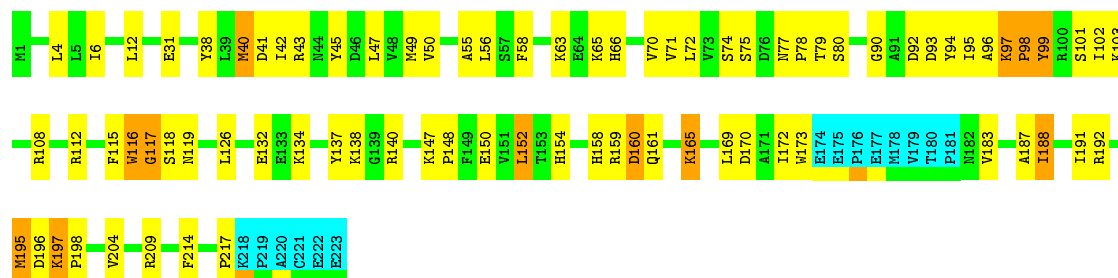 M1 L4 L5 I6 L12 E31 Y38 L39 M40 D41 I42 R43 N44 Y45 D46 L47 V48 M49 V50 A55 L56 S57 F58 K63 E64 K65 H66 V70 V71 L72 V73 S74 S75 D76 N77 P78 T79 S80 G90 A91 D92 D93 Y94 I95 A96 K97 P98 Y99 R100 S101 I102 K103
R108 R112 F115 W116 G117 S118 N119 L126 E132 E133 K134 Y137 K138 G139 R140 K147 P148 F149 E150 V151 L152 T153 H154 H158 R159 D160 Q161 K165 L169 D170 A171 I172 W173 E174 E175 P176 E177 M178 V179 T180 P181 N182 V183 A187 I188 I191 R192
M195 D196 K197 P198 V204 R209 F214 P217 K218 P219 A220 C221 E222 E223